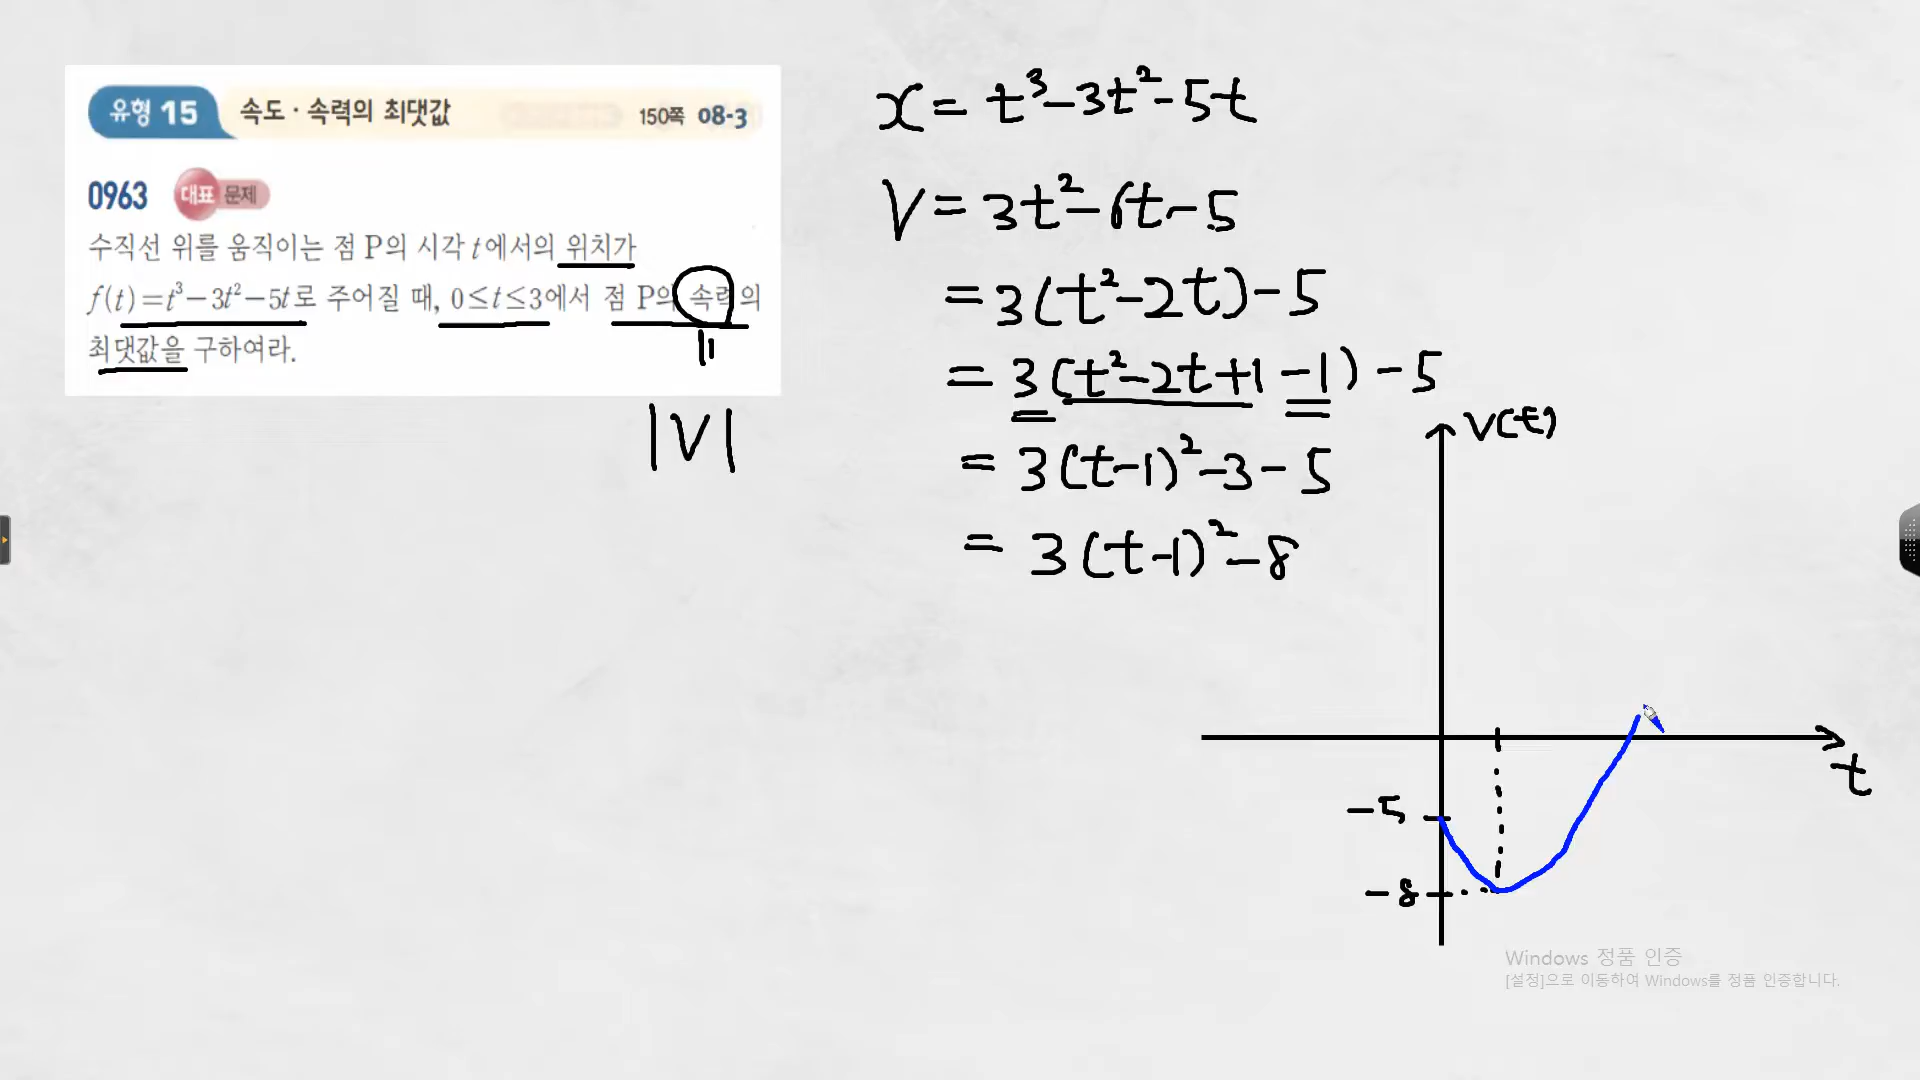 유형 15 속도·속력의 최댓값 150쪽 08-3
0963 대표 문제
수직선 위를 움직이는 점 P의 시각 t에서의 위치가
f(t)=t³-3t²-5t로 주어질 때, 0≤t≤3에서 점 P의 속력의
최댓값을 구하여라.
|V|
x = t³-3t²-5t
V = 3t²-6t-5
= 3(t²-2t)-5
= 3(t²-2t+1-1)-5
= 3(t-1)²-3-5
= 3(t-1)²-8
V(t)
t
-5
-8
Windows 정품 인증
[설정]으로 이동하여 Windows를 정품 인증합니다.